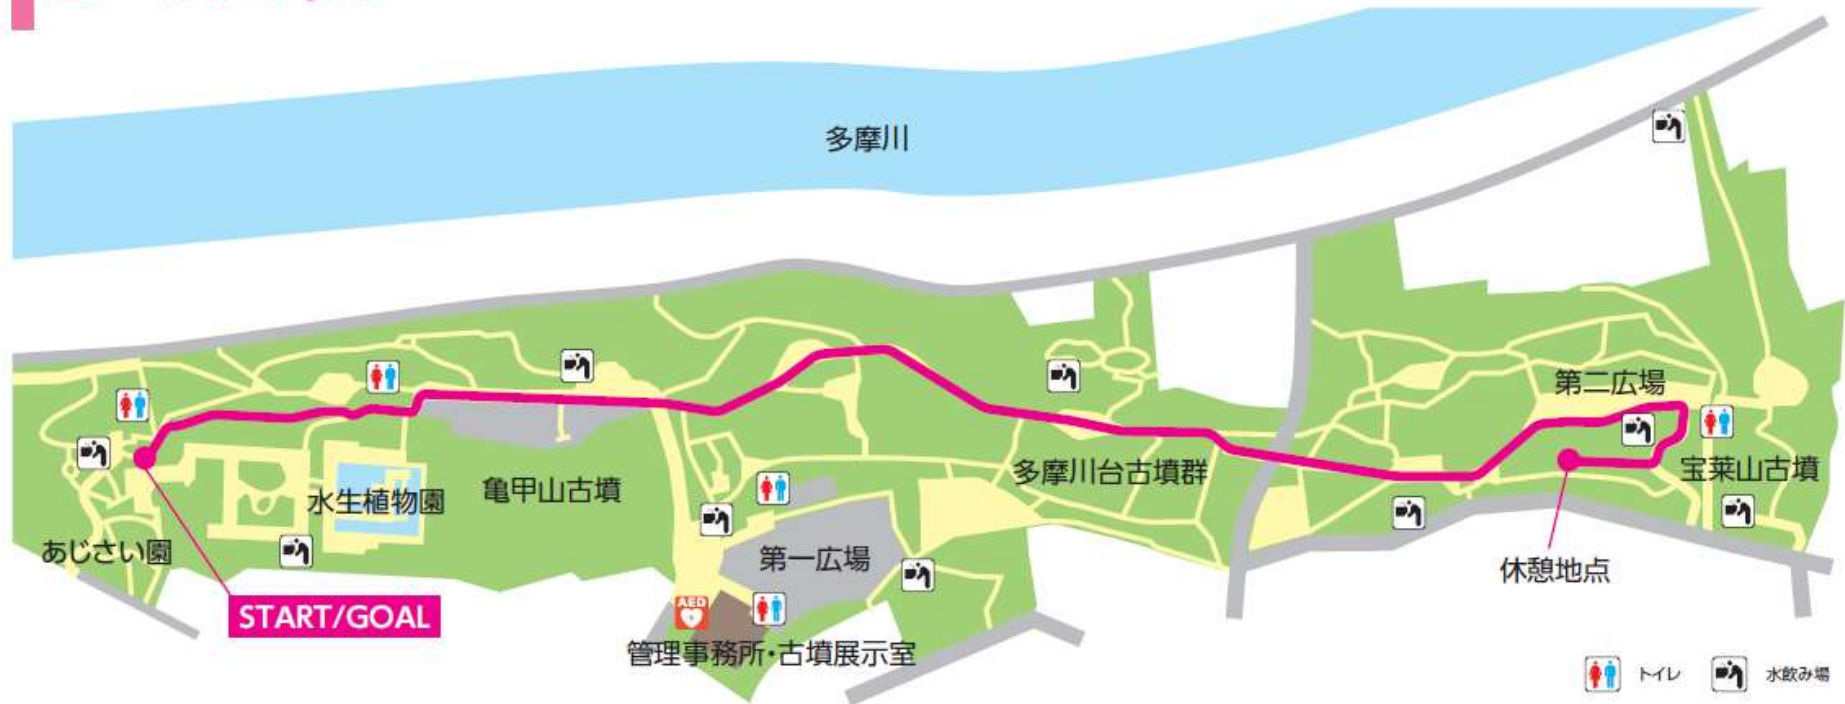 多摩川
第二広場
多摩川台古墳群
宝莱山古墳
亀甲山古墳
水生植物園
あじさい園
第一広場
休憩地点
START/GOAL
AED
管理事務所・古墳展示室
トイレ
水飲み場